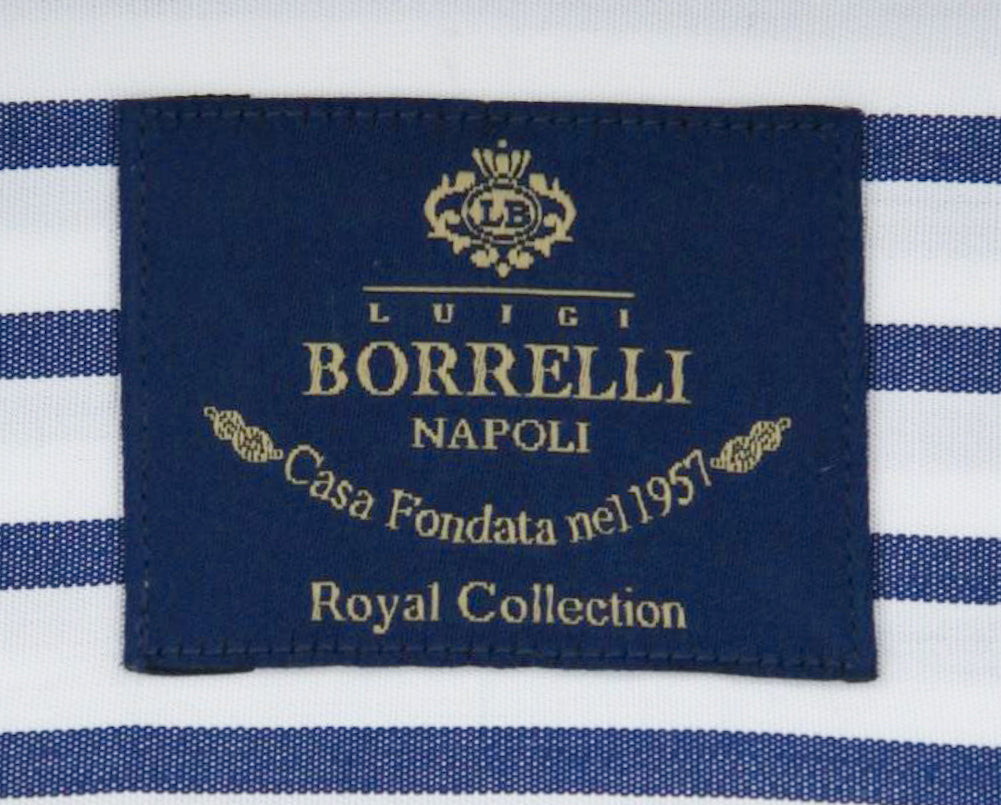 LB
LUIGI
BORRELLI
NAPOLI
Casa Fondata nel 1957
Royal Collection